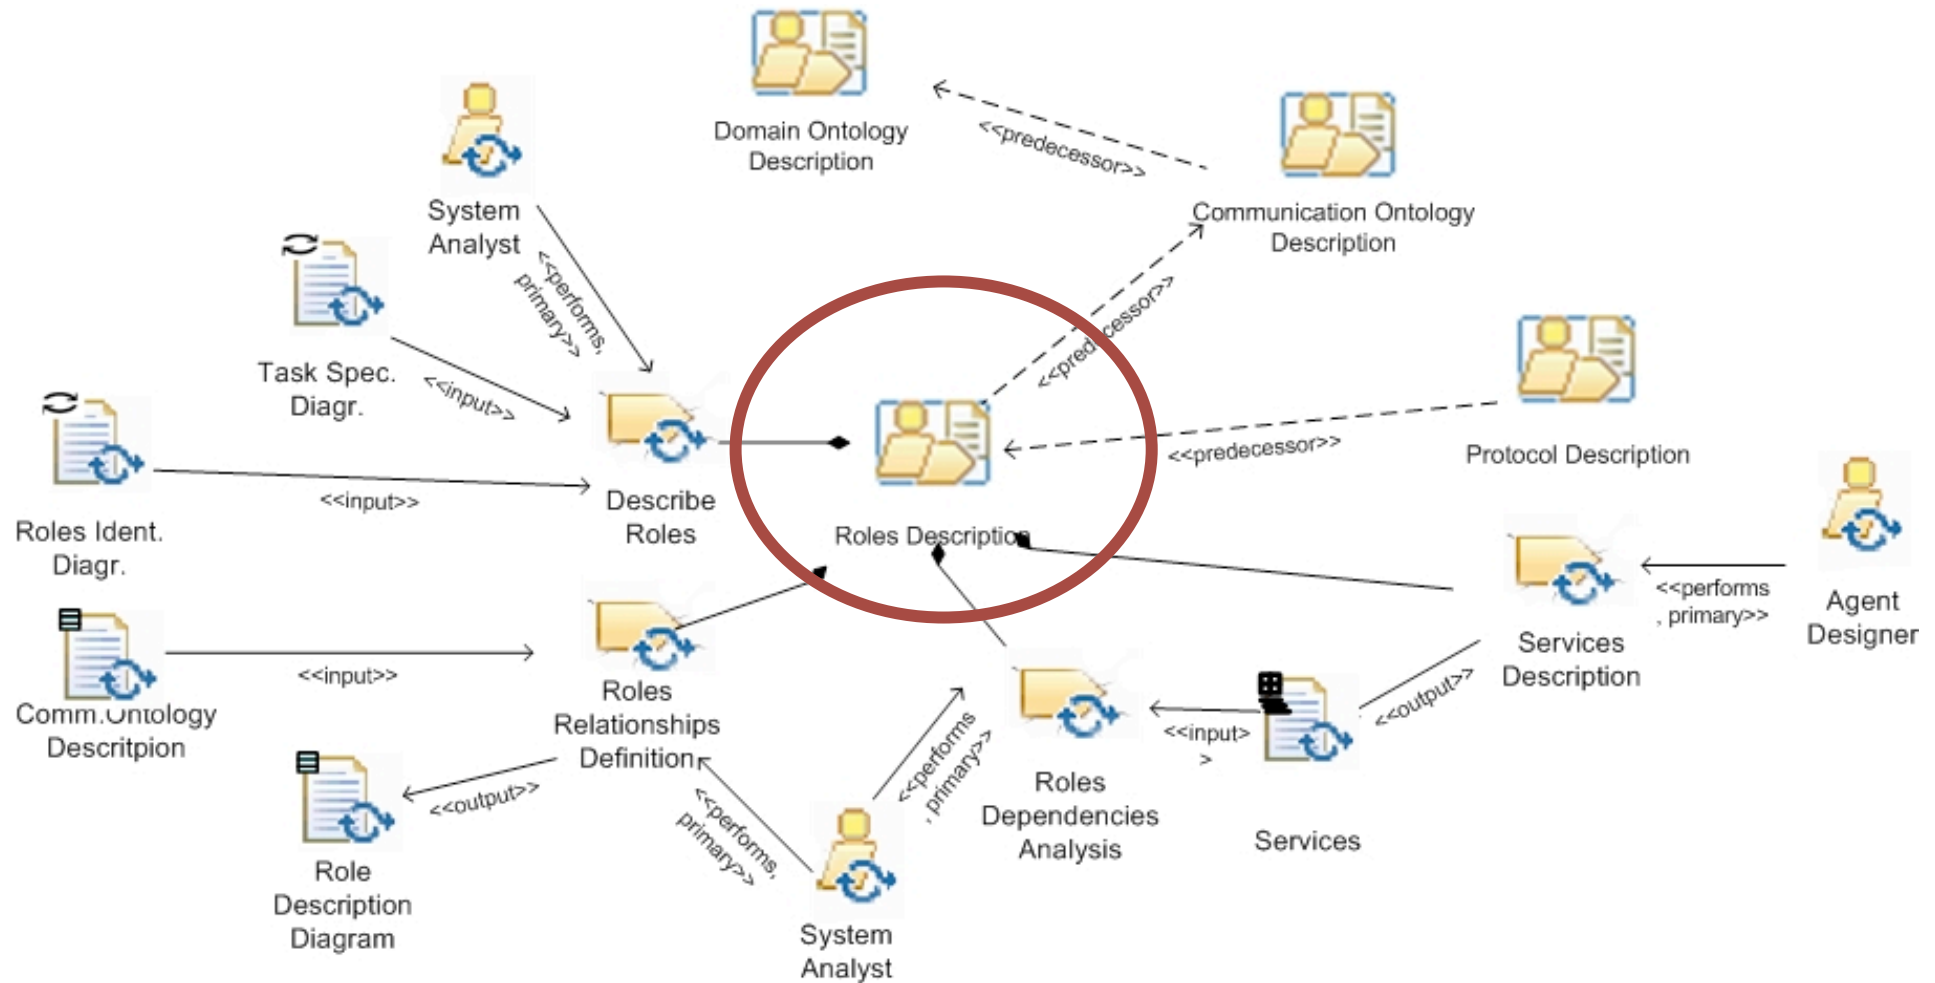 Domain Ontology
Description
<<predecessor>>
Communication Ontology
Description
System
Analyst
<<performs,
primary>>
<<predecessor>>
Task Spec.
Diagr.
<<input>>
Protocol Description
<<predecessor>>
Roles Ident.
Diagr.
<<input>>
Describe
Roles
Roles Description
Agent
Designer
<<performs
, primary>>
Services
Description
<<output>>
Comm.Ontology
Descritpion
<<input>>
Roles
Relationships
Definition
<<output>>
Role
Description
Diagram
<<performs,
primary>>
<<performs
, primary>>
Roles
Dependencies
Analysis
<<input>
>
Services
System
Analyst